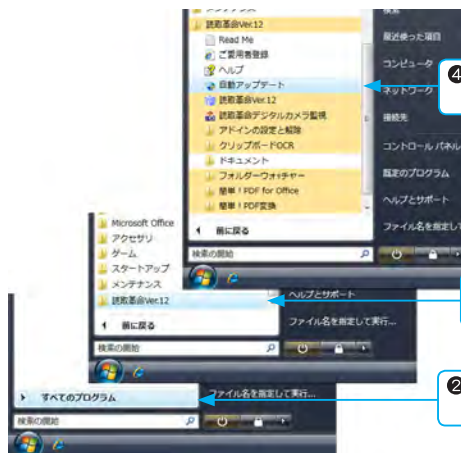 メンテナンス
読取革命Ver.12
Read Me
ご愛用者登録
ヘルプ
自動アップデート
読取革命Ver.12
読取革命デジタルカメラ監視
アドインの設定と解除
クリップボードOCR
ドキュメント
フォルダーウォッチャー
簡単！PDF for Office
簡単！PDF変換
前に戻る
検索の開始
検索
最近使った項目
コンピュータ
ネットワーク
接続先
コントロール パネル
既定のプログラム
ヘルプとサポート
ファイル名を指定して
❹
Microsoft Office
アクセサリ
ゲーム
スタートアップ
メンテナンス
読取革命Ver.12
前に戻る
検索の開始
ヘルプとサポート
ファイル名を指定して実行...
すべてのプログラム
検索の開始
ファイル名を指定して実行...
❷